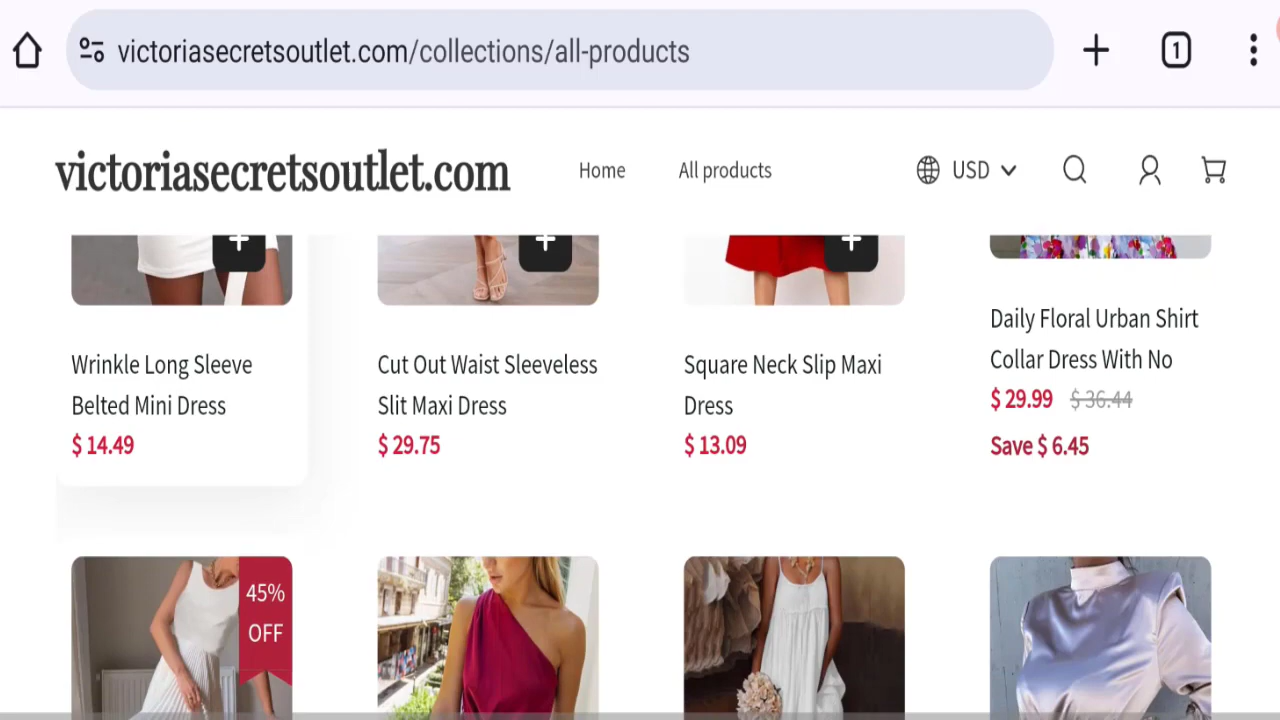 victoriasecretsoutlet.com/collections/all-products
1
victoriasecretsoutlet.com Home All products USD
Wrinkle Long Sleeve
Belted Mini Dress
$ 14.49
Cut Out Waist Sleeveless
Slit Maxi Dress
$ 29.75
Square Neck Slip Maxi
Dress
$ 13.09
Daily Floral Urban Shirt
Collar Dress With No
$ 29.99 $ 36.44
Save $ 6.45
45%
OFF